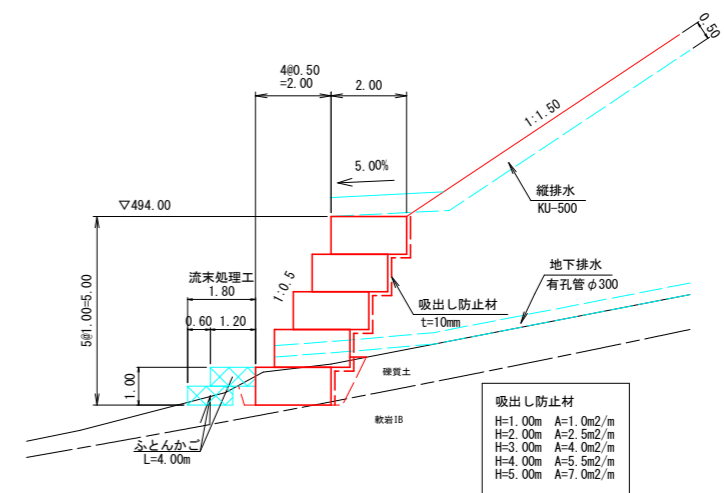 0.50
4@0.50
=2.00
2.00
1:1.50
5.00%
縦排水
KU-500
▽494.00
地下排水
有孔管φ300
流末処理工
1.80
1:0.5
吸出し防止材
t=10mm
0.60
1.20
5@1.00=5.00
1.00
礫質土
軟岩IB
ふとんかご
L=4.00m
吸出し防止材
H=1.00m A=1.0m2/m
H=2.00m A=2.5m2/m
H=3.00m A=4.0m2/m
H=4.00m A=5.5m2/m
H=5.00m A=7.0m2/m